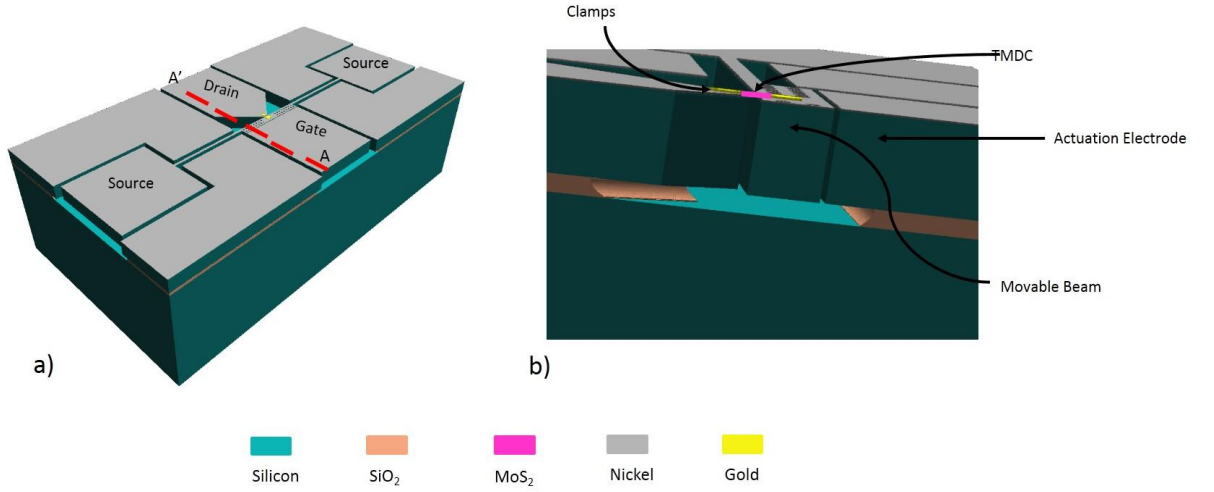 Clamps
TMDC
Source
A’
Drain
Gate
A
Source
Actuation Electrode
Movable Beam
a)
b)
Silicon
SiO₂
MoS₂
Nickel
Gold